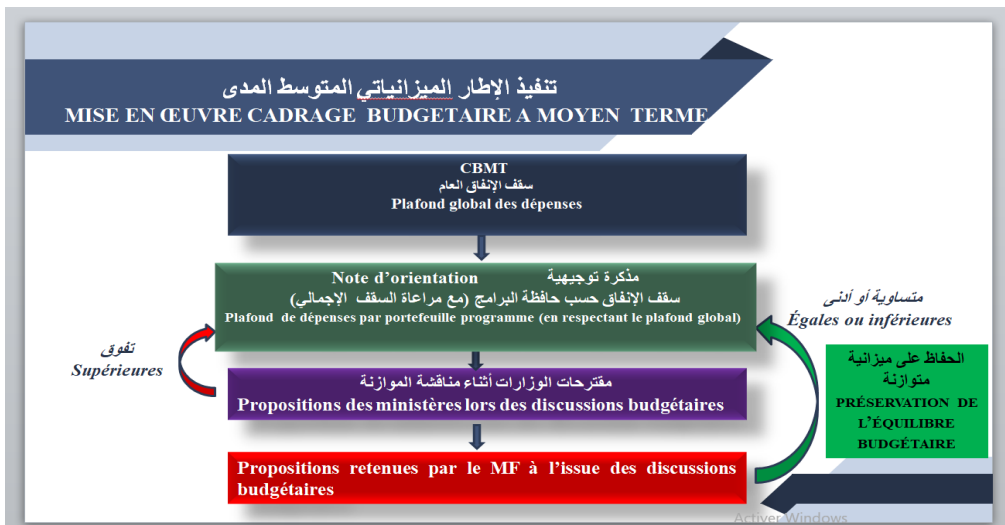 تنفيذ الإطار الميزانياتي المتوسط المدى
MISE EN ŒUVRE CADRAGE BUDGETAIRE A MOYEN TERME
CBMT
سقف الإنفاق العام
Plafond global des dépenses
Note d’orientation مذكرة توجيهية
سقف الإنفاق حسب حافظة البرامج (مع مراعاة السقف الإجمالي)
Plafond de dépenses par portefeuille programme (en respectant le plafond global)
متساوية أو أدنى
Égales ou inférieures
تفوق
Supérieures
مقترحات الوزارات أثناء مناقشة الموازنة
Propositions des ministères lors des discussions budgétaires
الحفاظ على ميزانية
متوازنة
PRÉSERVATION DE
L’ÉQUILIBRE
BUDGÉTAIRE
Propositions retenues par le MF à l’issue des discussions
budgétaires
Activer Windows